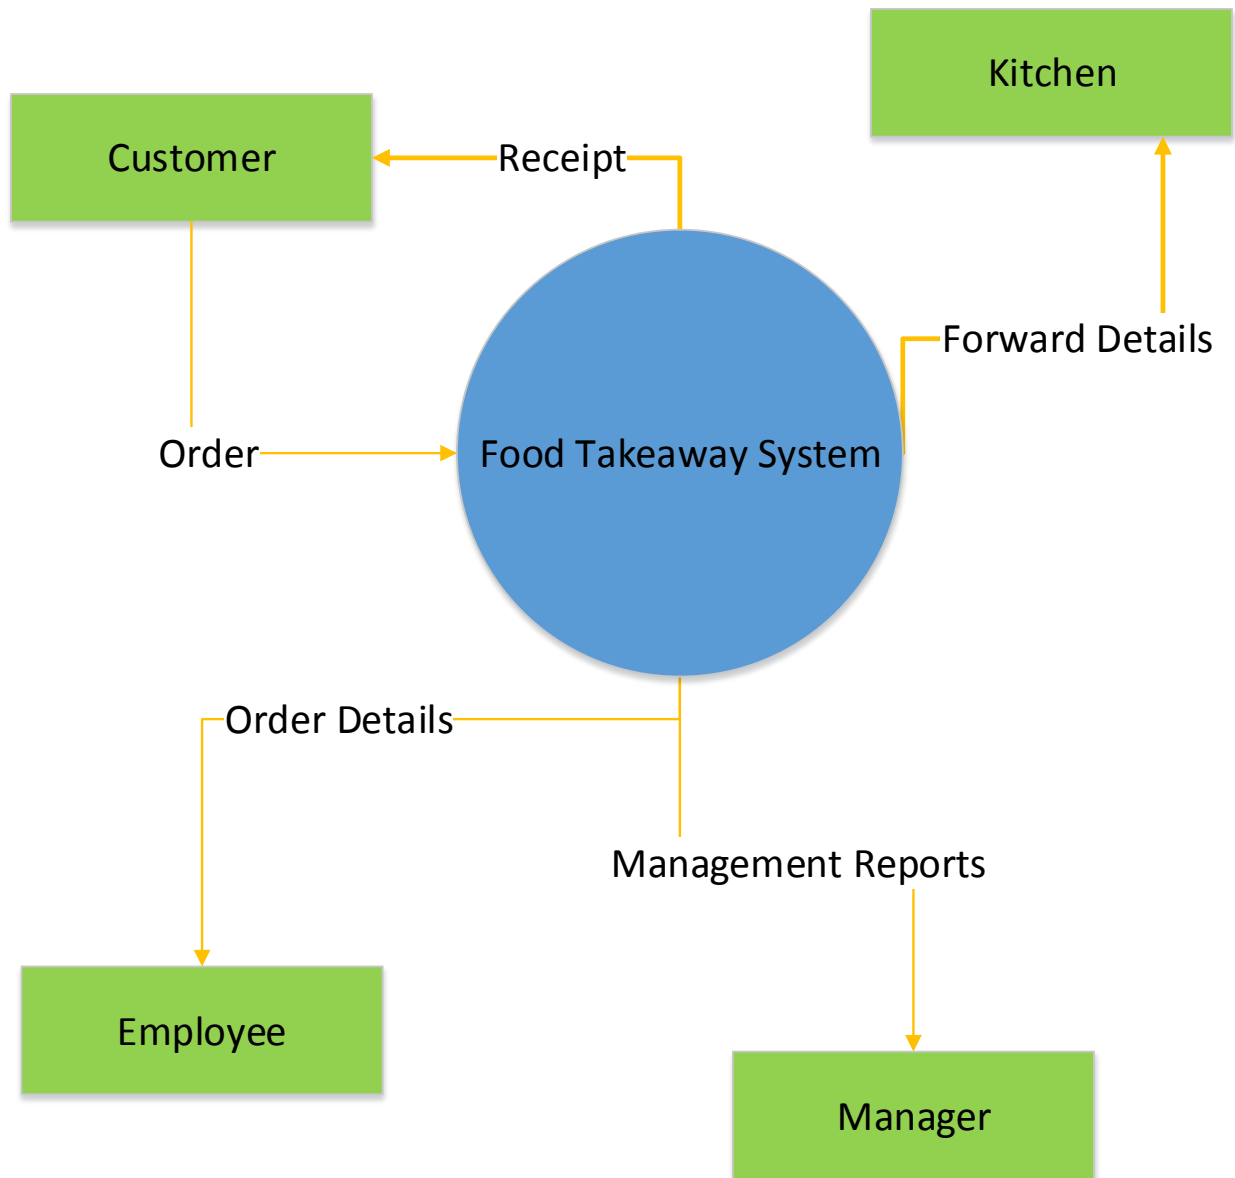 Kitchen
Customer
Receipt
Forward Details
Order
Food Takeaway System
Order Details
Management Reports
Employee
Manager